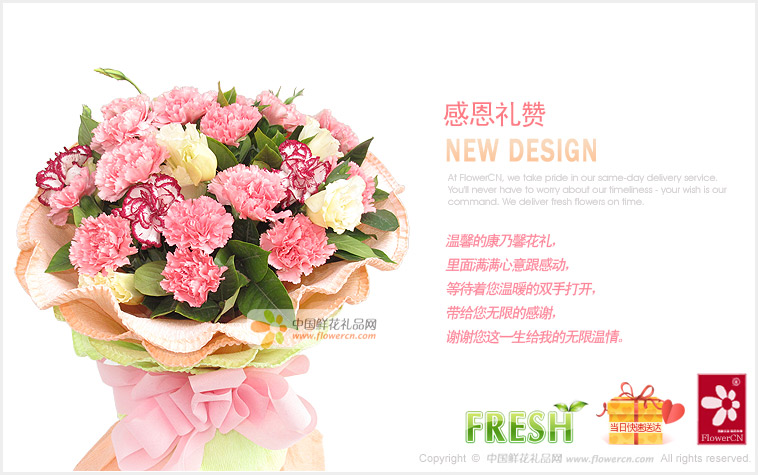 感恩礼赞
NEW DESIGN
At FlowerCN, we take pride in our same-day delivery service.
You'll never have to worry about our timeliness - your wish is our
command. We deliver fresh flowers on time.
温馨的康乃馨花礼,
里面满满心意跟感动,
等待着您温暖的双手打开,
带给您无限的感谢,
谢谢您这一生给我的无限温情。
中国鲜花礼品网
www.flowercn.com
FRESH
当日快速送达
FlowerCN
Copyright © 中国鲜花礼品网 www.flowercn.com All rights reserved.